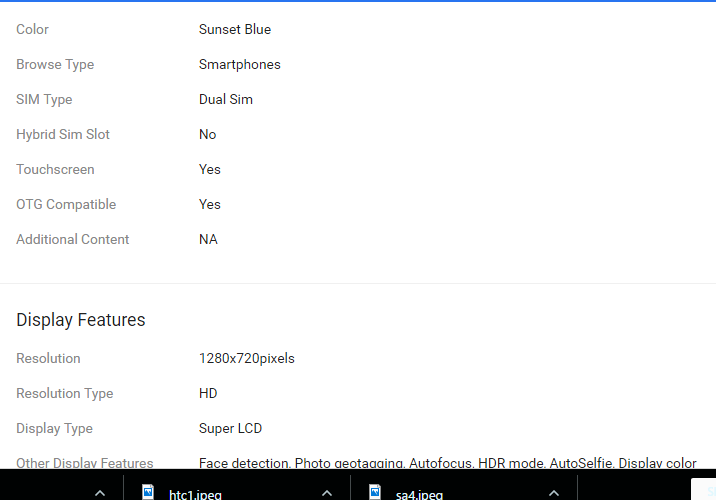 Color Sunset Blue
Browse Type Smartphones
SIM Type Dual Sim
Hybrid Sim Slot No
Touchscreen Yes
OTG Compatible Yes
Additional Content NA
Display Features
Resolution 1280x720pixels
Resolution Type HD
Display Type Super LCD
Other Display Features Face detection, Photo geotagging, Autofocus, HDR mode, AutoSelfie, Display color
htc1.jpeg sa4.jpeg